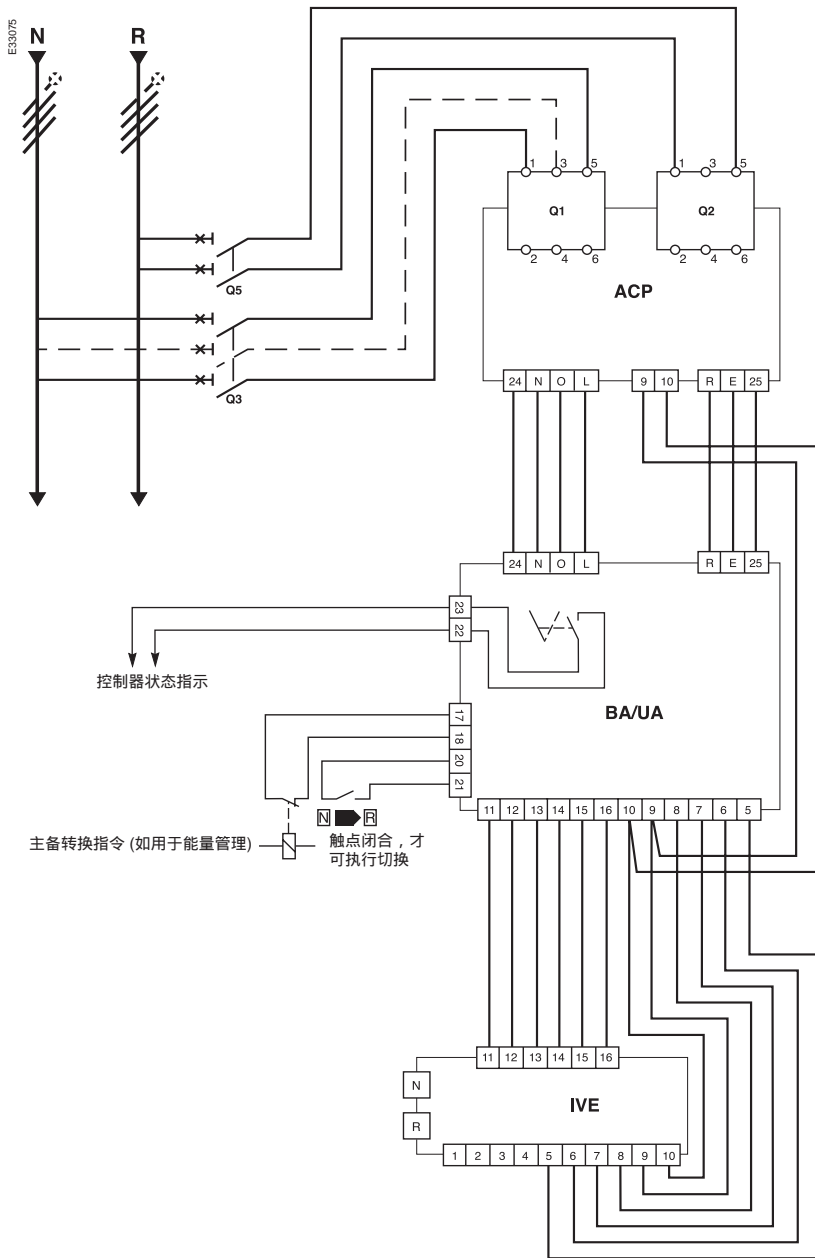 E33075
N R
1 3 5 1 3 5
Q1 Q2
2 4 6 2 4 6
ACP
Q5
Q3
24 N O L 9 10 R E 25
24 N O L R E 25
23
22
控制器状态指示
BA/UA
17
18
20
21
11 12 13 14 15 16 10 9 8 7 6 5
N R
主备转换指令 (如用于能量管理)
触点闭合，才
可执行切换
11 12 13 14 15 16
N
IVE
R
1 2 3 4 5 6 7 8 9 10